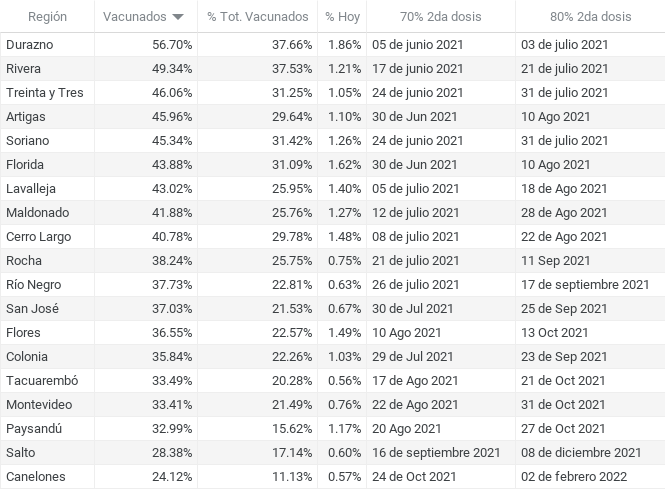 Región Vacunados % Tot. Vacunados % Hoy 70% 2da dosis 80% 2da dosis
Durazno 56.70% 37.66% 1.86% 05 de junio 2021 03 de julio 2021
Rivera 49.34% 37.53% 1.21% 17 de junio 2021 21 de julio 2021
Treinta y Tres 46.06% 31.25% 1.05% 24 de junio 2021 31 de julio 2021
Artigas 45.96% 29.64% 1.10% 30 de Jun 2021 10 Ago 2021
Soriano 45.34% 31.42% 1.26% 24 de junio 2021 31 de julio 2021
Florida 43.88% 31.09% 1.62% 30 de Jun 2021 10 Ago 2021
Lavalleja 43.02% 25.95% 1.40% 05 de julio 2021 18 de Ago 2021
Maldonado 41.88% 25.76% 1.27% 12 de julio 2021 28 de Ago 2021
Cerro Largo 40.78% 29.78% 1.48% 08 de julio 2021 22 de Ago 2021
Rocha 38.24% 25.75% 0.75% 21 de julio 2021 11 Sep 2021
Río Negro 37.73% 22.81% 0.63% 26 de julio 2021 17 de septiembre 2021
San José 37.03% 21.53% 0.67% 30 de Jul 2021 25 de Sep 2021
Flores 36.55% 22.57% 1.49% 10 Ago 2021 13 Oct 2021
Colonia 35.84% 22.26% 1.03% 29 de Jul 2021 23 de Sep 2021
Tacuarembó 33.49% 20.28% 0.56% 17 de Ago 2021 21 de Oct 2021
Montevideo 33.41% 21.49% 0.76% 22 de Ago 2021 31 de Oct 2021
Paysandú 32.99% 15.62% 1.17% 20 Ago 2021 27 de Oct 2021
Salto 28.38% 17.14% 0.60% 16 de septiembre 2021 08 de diciembre 2021
Canelones 24.12% 11.13% 0.57% 24 de Oct 2021 02 de febrero 2022